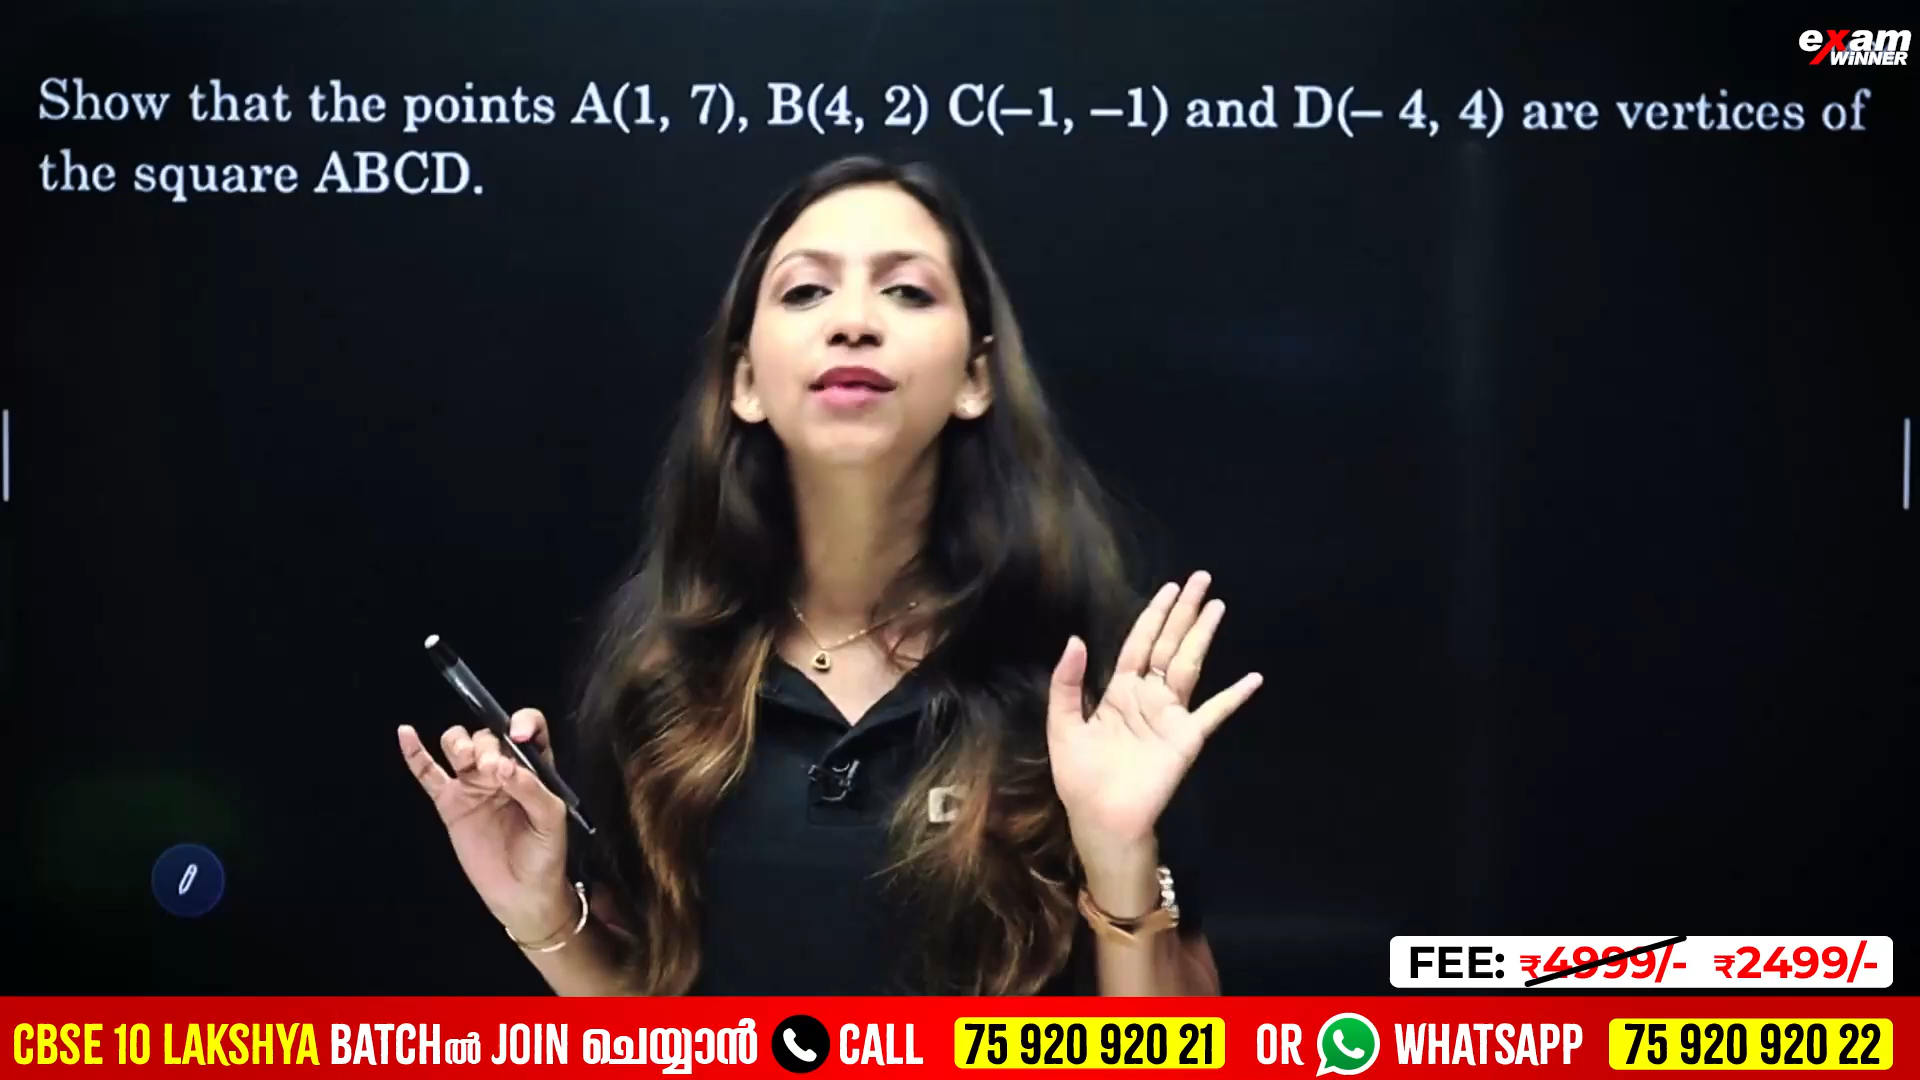 exam
WINNER
Show that the points A(1, 7), B(4, 2) C(–1, –1) and D(– 4, 4) are vertices of
the square ABCD.
FEE: ₹4999/- ₹2499/-
CBSE 10 LAKSHYA BATCHൽ JOIN ചെയ്യാൻ CALL 75 920 920 21 OR WHATSAPP 75 920 920 22